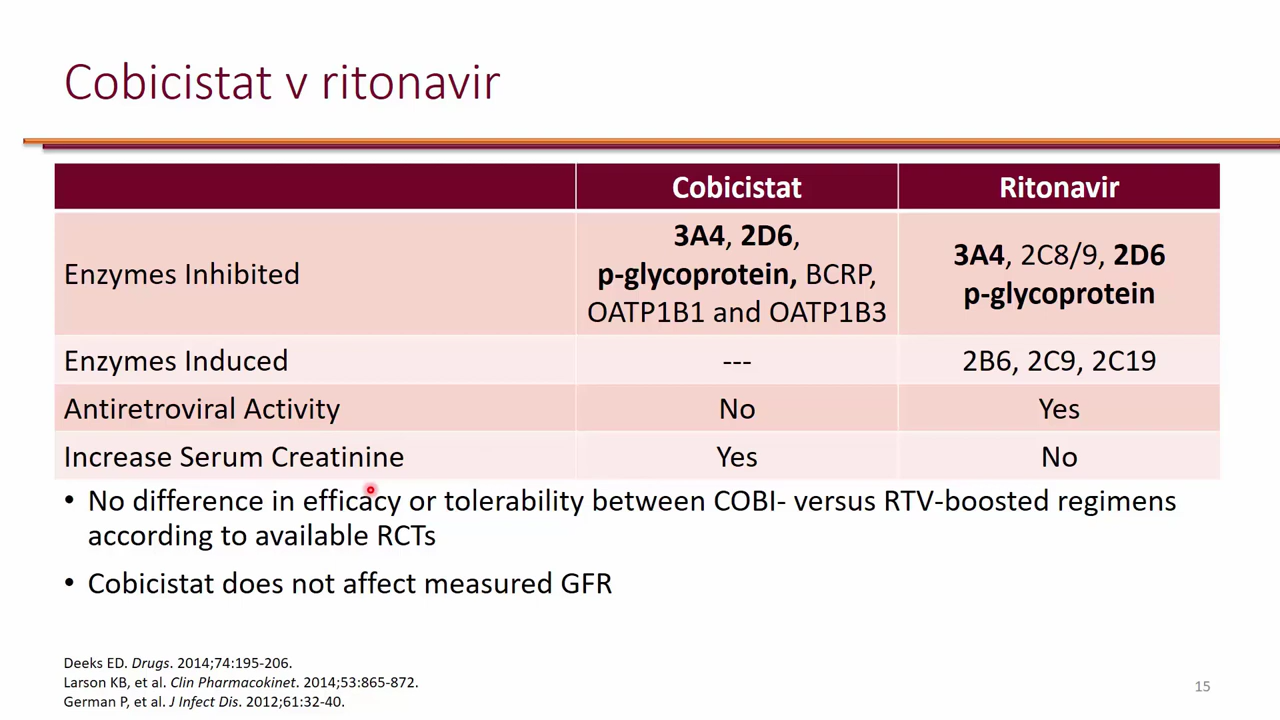 Cobicistat v ritonavir
Cobicistat
Ritonavir
Enzymes Inhibited
3A4, 2D6,
p-glycoprotein, BCRP,
OATP1B1 and OATP1B3
3A4, 2C8/9, 2D6
p-glycoprotein
Enzymes Induced
---
2B6, 2C9, 2C19
Antiretroviral Activity
No
Yes
Increase Serum Creatinine
Yes
No
• No difference in efficacy or tolerability between COBI- versus RTV-boosted regimens
according to available RCTs
• Cobicistat does not affect measured GFR
Deeks ED. Drugs. 2014;74:195-206.
Larson KB, et al. Clin Pharmacokinet. 2014;53:865-872.
German P, et al. J Infect Dis. 2012;61:32-40.
15